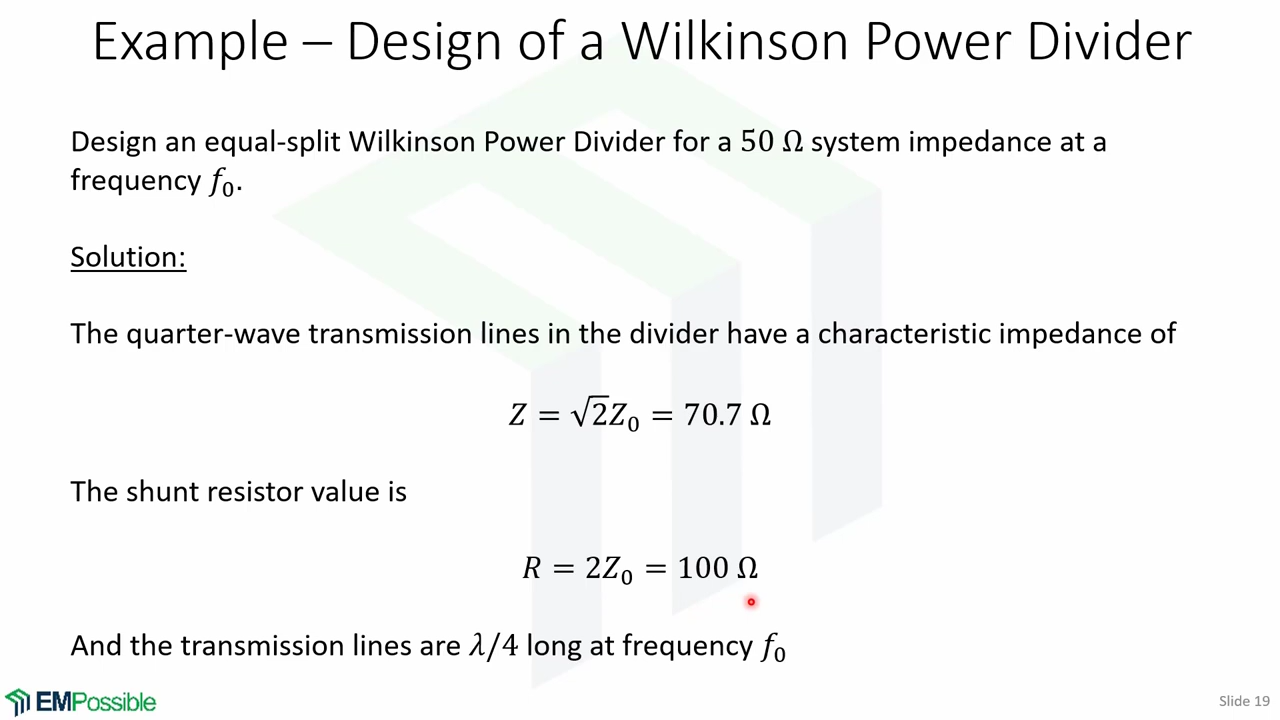 Example – Design of a Wilkinson Power Divider
Design an equal-split Wilkinson Power Divider for a 50 Ω system impedance at a
frequency f₀.
Solution:
The quarter-wave transmission lines in the divider have a characteristic impedance of
Z = √2Z₀ = 70.7 Ω
The shunt resistor value is
R = 2Z₀ = 100 Ω
And the transmission lines are λ/4 long at frequency f₀
EMPossible
Slide 19